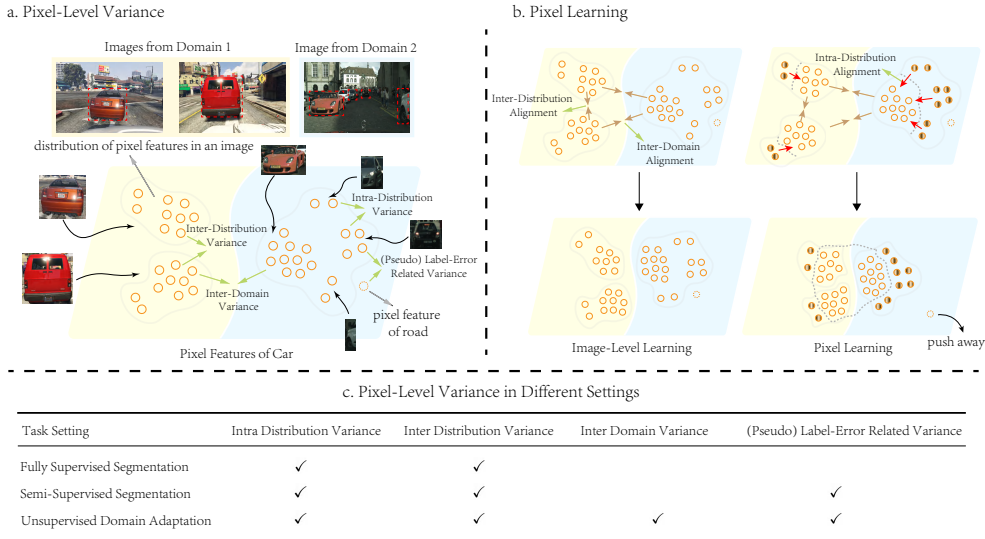 a. Pixel-Level Variance
Images from Domain 1
Image from Domain 2
distribution of pixel features in an image
Intra-Distribution
Variance
Inter-Distribution
Variance
(Pseudo) Label-Error
Related Variance
Inter-Domain
Variance
pixel feature
of road
Pixel Features of Car
b. Pixel Learning
Inter-Distribution
Alignment
Inter-Domain
Alignment
Intra-Distribution
Alignment
Image-Level Learning
Pixel Learning
push away
c. Pixel-Level Variance in Different Settings
Task Setting Intra Distribution Variance Inter Distribution Variance Inter Domain Variance (Pseudo) Label-Error Related Variance
Fully Supervised Segmentation ✓ ✓
Semi-Supervised Segmentation ✓ ✓ ✓
Unsupervised Domain Adaptation ✓ ✓ ✓ ✓